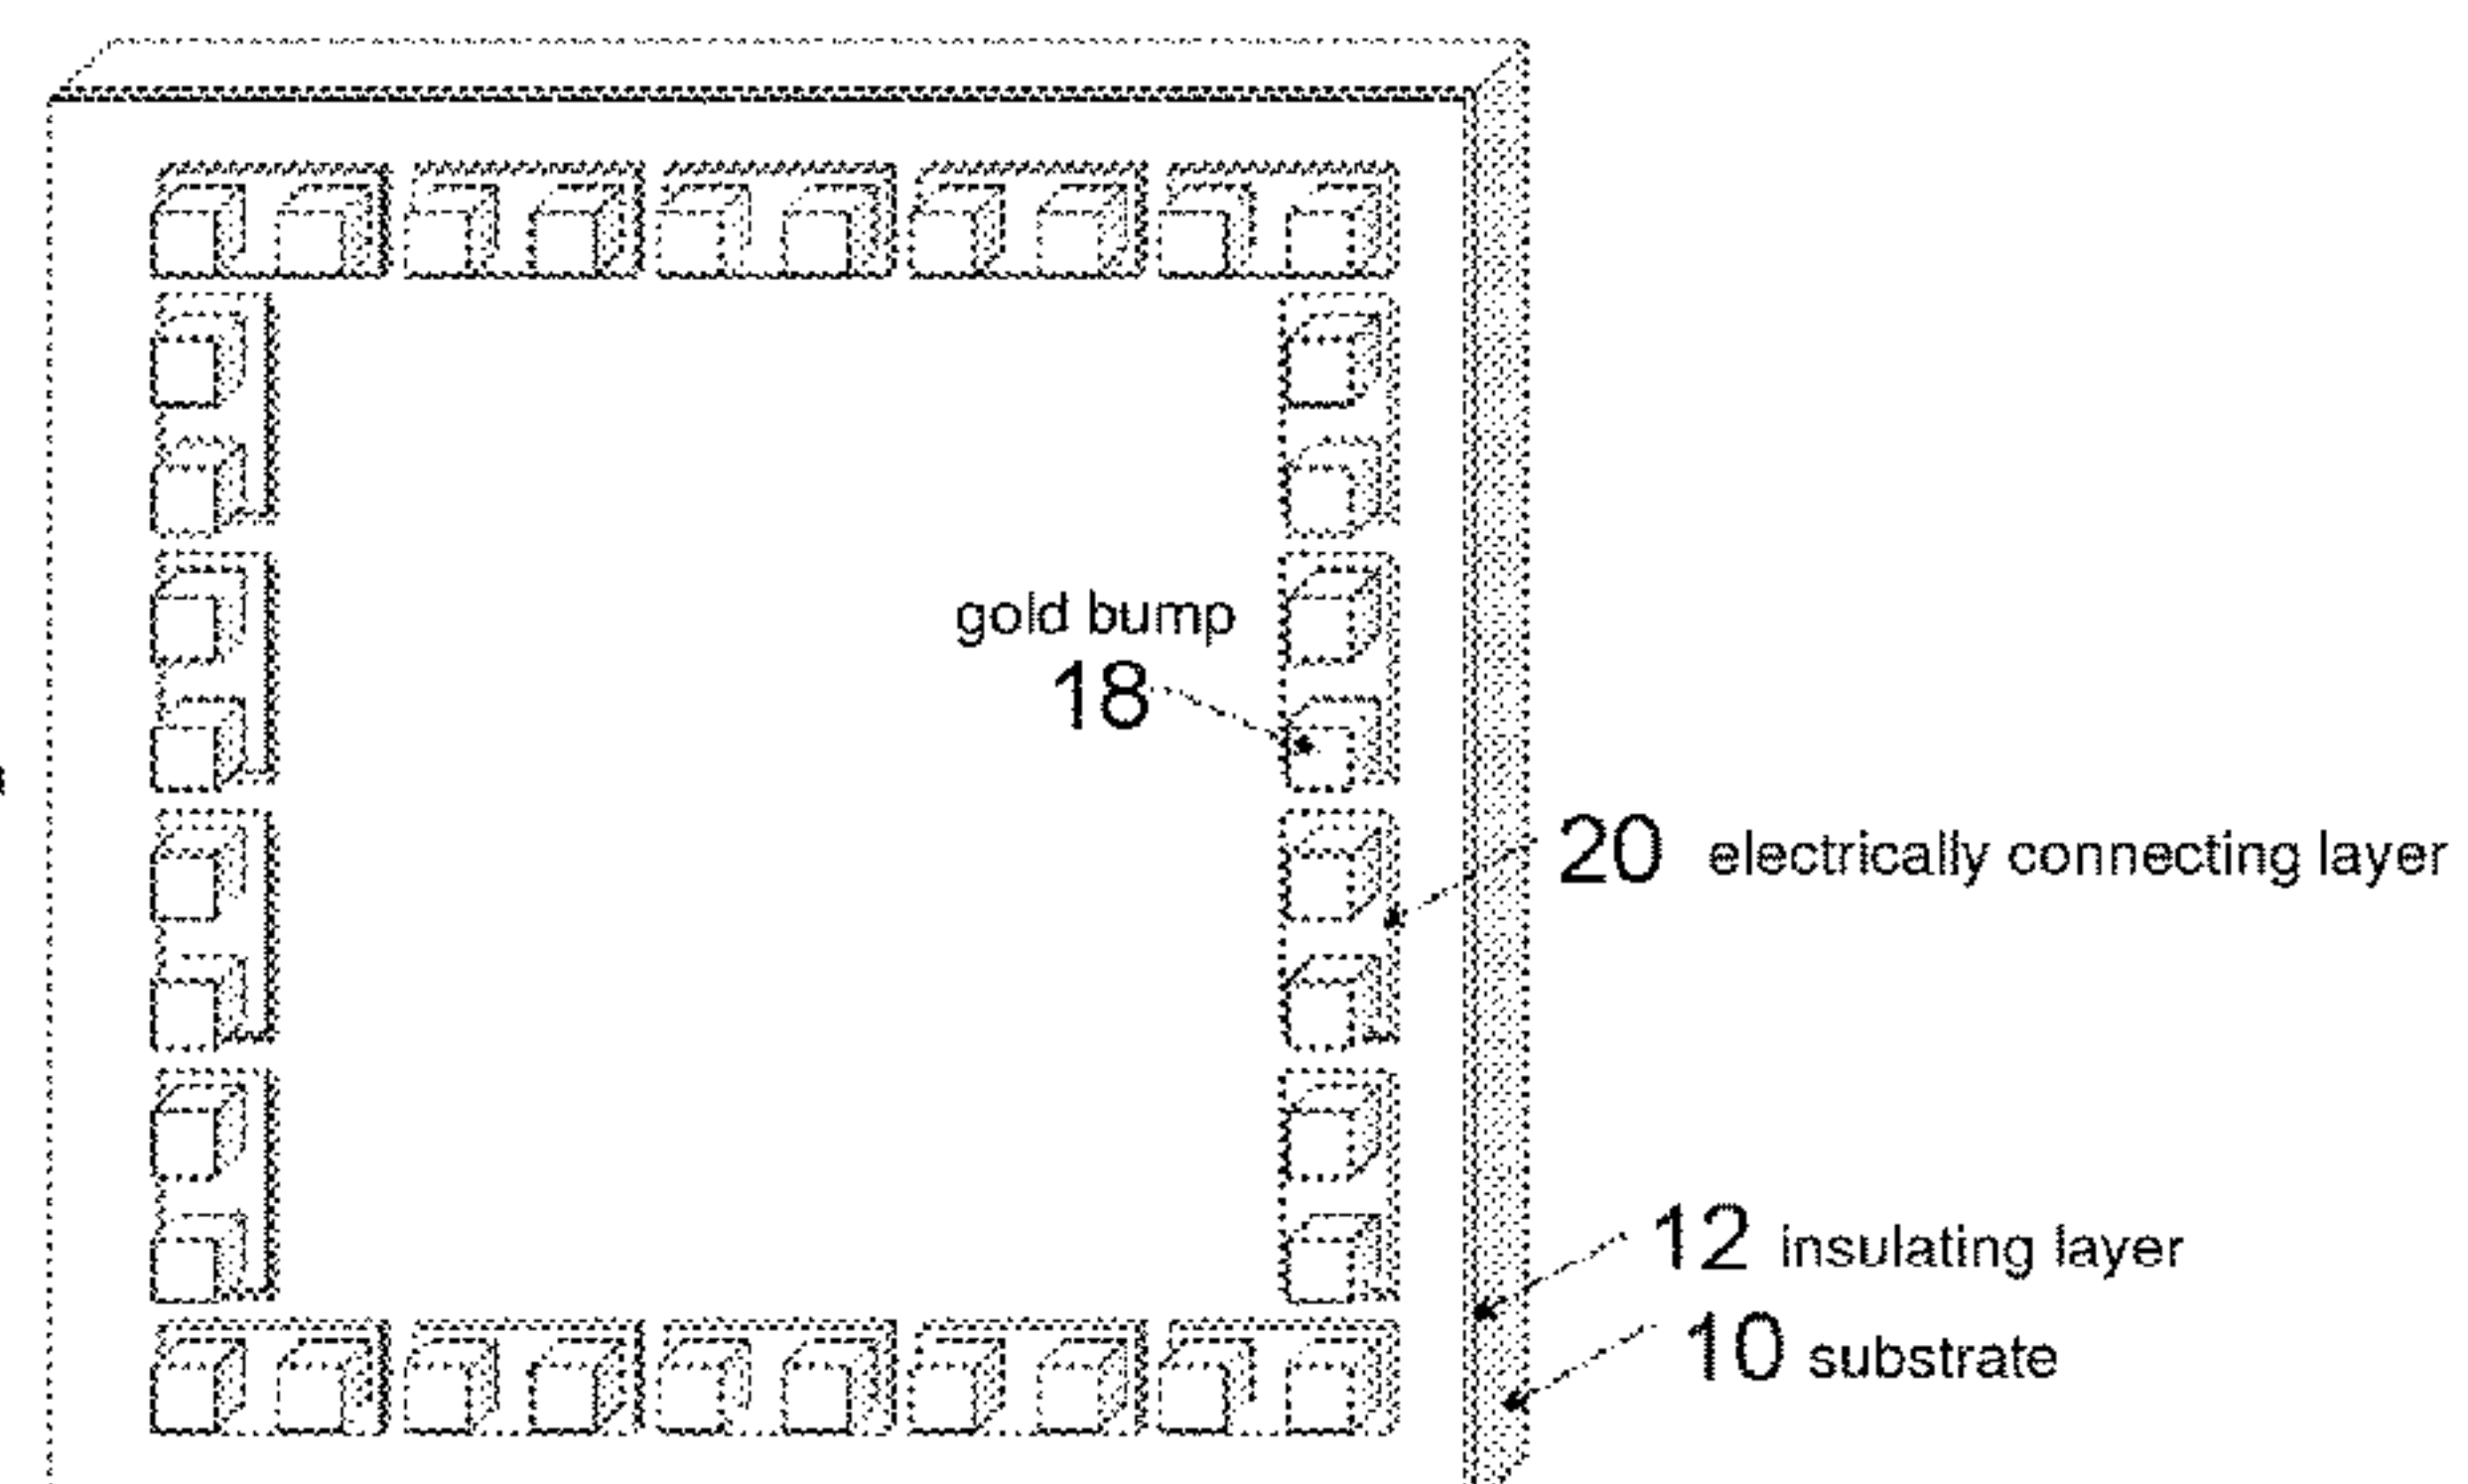 gold bump
18
20 electrically connecting layer
12 insulating layer
10 substrate